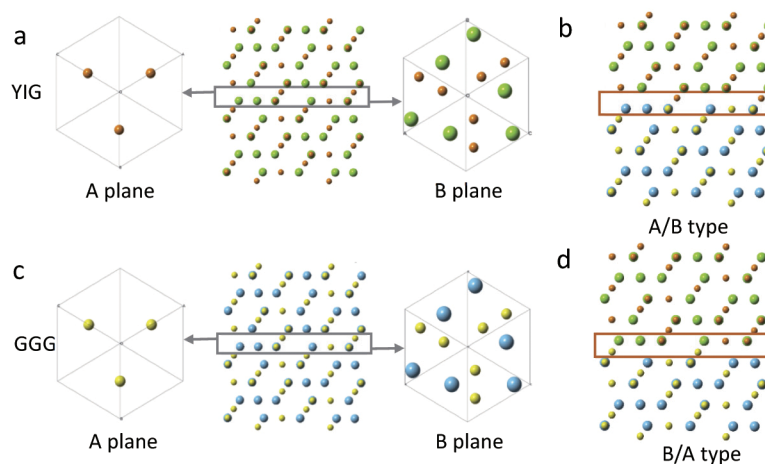 a
YIG
A plane
B plane
b
A/B type
c
GGG
A plane
B plane
d
B/A type